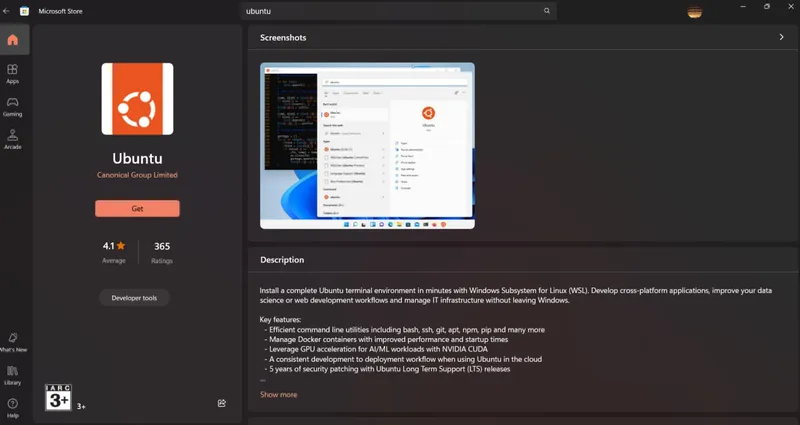 Microsoft Store
ubuntu
Apps
Gaming
Arcade
What's New
Library
Help
Ubuntu
Canonical Group Limited
Get
4.1
Average
365
Ratings
Developer tools
IARC
3+
3+
Screenshots
Ubuntu
Description
Install a complete Ubuntu terminal environment in minutes with Windows Subsystem for Linux (WSL). Develop cross-platform applications, improve your data
science or web development workflows and manage IT infrastructure without leaving Windows.
Key features:
- Efficient command line utilities including bash, ssh, git, apt, npm, pip and many more
- Manage Docker containers with improved performance and startup times
- Leverage GPU acceleration for AI/ML workloads with NVIDIA CUDA
- A consistent development to deployment workflow when using Ubuntu in the cloud
- 5 years of security patching with Ubuntu Long Term Support (LTS) releases
...
Show more